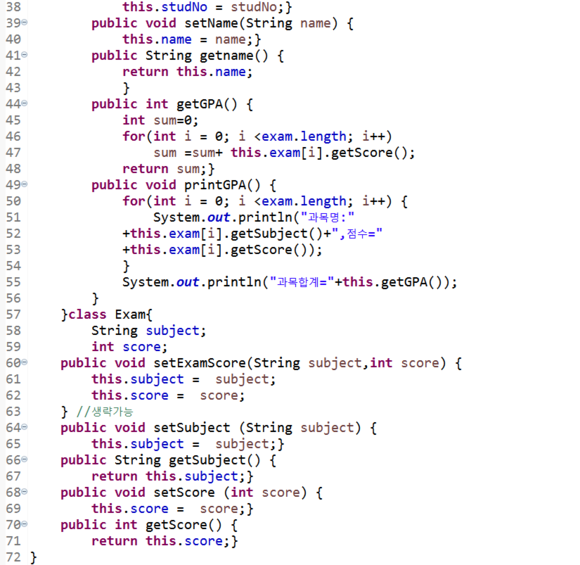 38 this.studNo = studNo;}
39 public void setName(String name) {
40 this.name = name;}
41 public String getname() {
42 return this.name;
43 }
44 public int getGPA() {
45 int sum=0;
46 for(int i = 0; i <exam.length; i++)
47 sum =sum+ this.exam[i].getScore();
48 return sum;}
49 public void printGPA() {
50 for(int i = 0; i <exam.length; i++) {
51 System.out.println("과목명:"
52 +this.exam[i].getSubject()+",점수="
53 +this.exam[i].getScore());
54 }
55 System.out.println("과목합계="+this.getGPA());
56 }
57 }class Exam{
58 String subject;
59 int score;
60 public void setExamScore(String subject,int score) {
61 this.subject =  subject;
62 this.score =  score;
63 } //생략가능
64 public void setSubject (String subject) {
65 this.subject =  subject;}
66 public String getSubject() {
67 return this.subject;}
68 public void setScore (int score) {
69 this.score =  score;}
70 public int getScore() {
71 return this.score;}
72 }